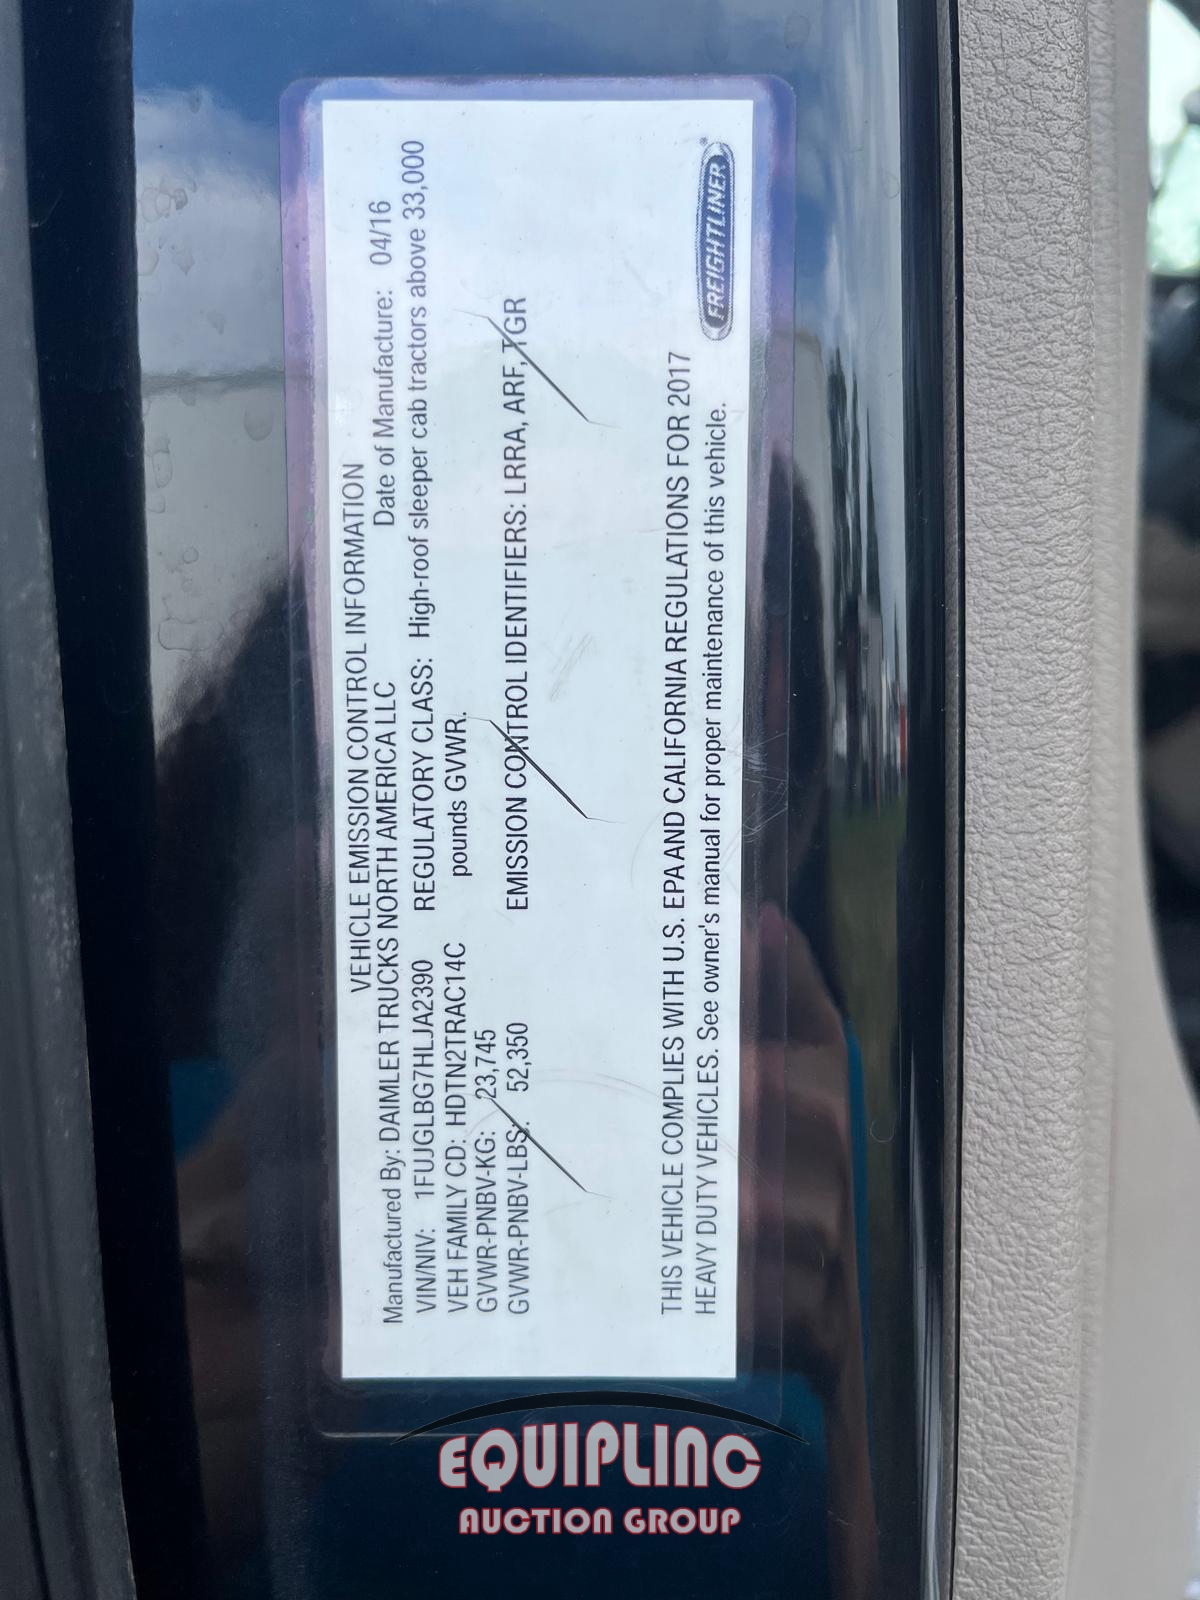 VEHICLE EMISSION CONTROL INFORMATION
Manufactured By: DAIMLER TRUCKS NORTH AMERICA LLC Date of Manufacture: 04/16
VIN/NIV: 1FUJGLBG7HLJA2390 REGULATORY CLASS: High-roof sleeper cab tractors above 33,000
VEH FAMILY CD: HDTN2TRAC14C pounds GVWR.
GVWR-PNBV-KG: 23,745
GVWR-PNBV-LBS: 52,350 EMISSION CONTROL IDENTIFIERS: LRRA, ARF, TGR
THIS VEHICLE COMPLIES WITH U.S. EPA AND CALIFORNIA REGULATIONS FOR 2017
HEAVY DUTY VEHICLES. See owner's manual for proper maintenance of this vehicle.
FREIGHTLINER®
EQUIPLINC
AUCTION GROUP